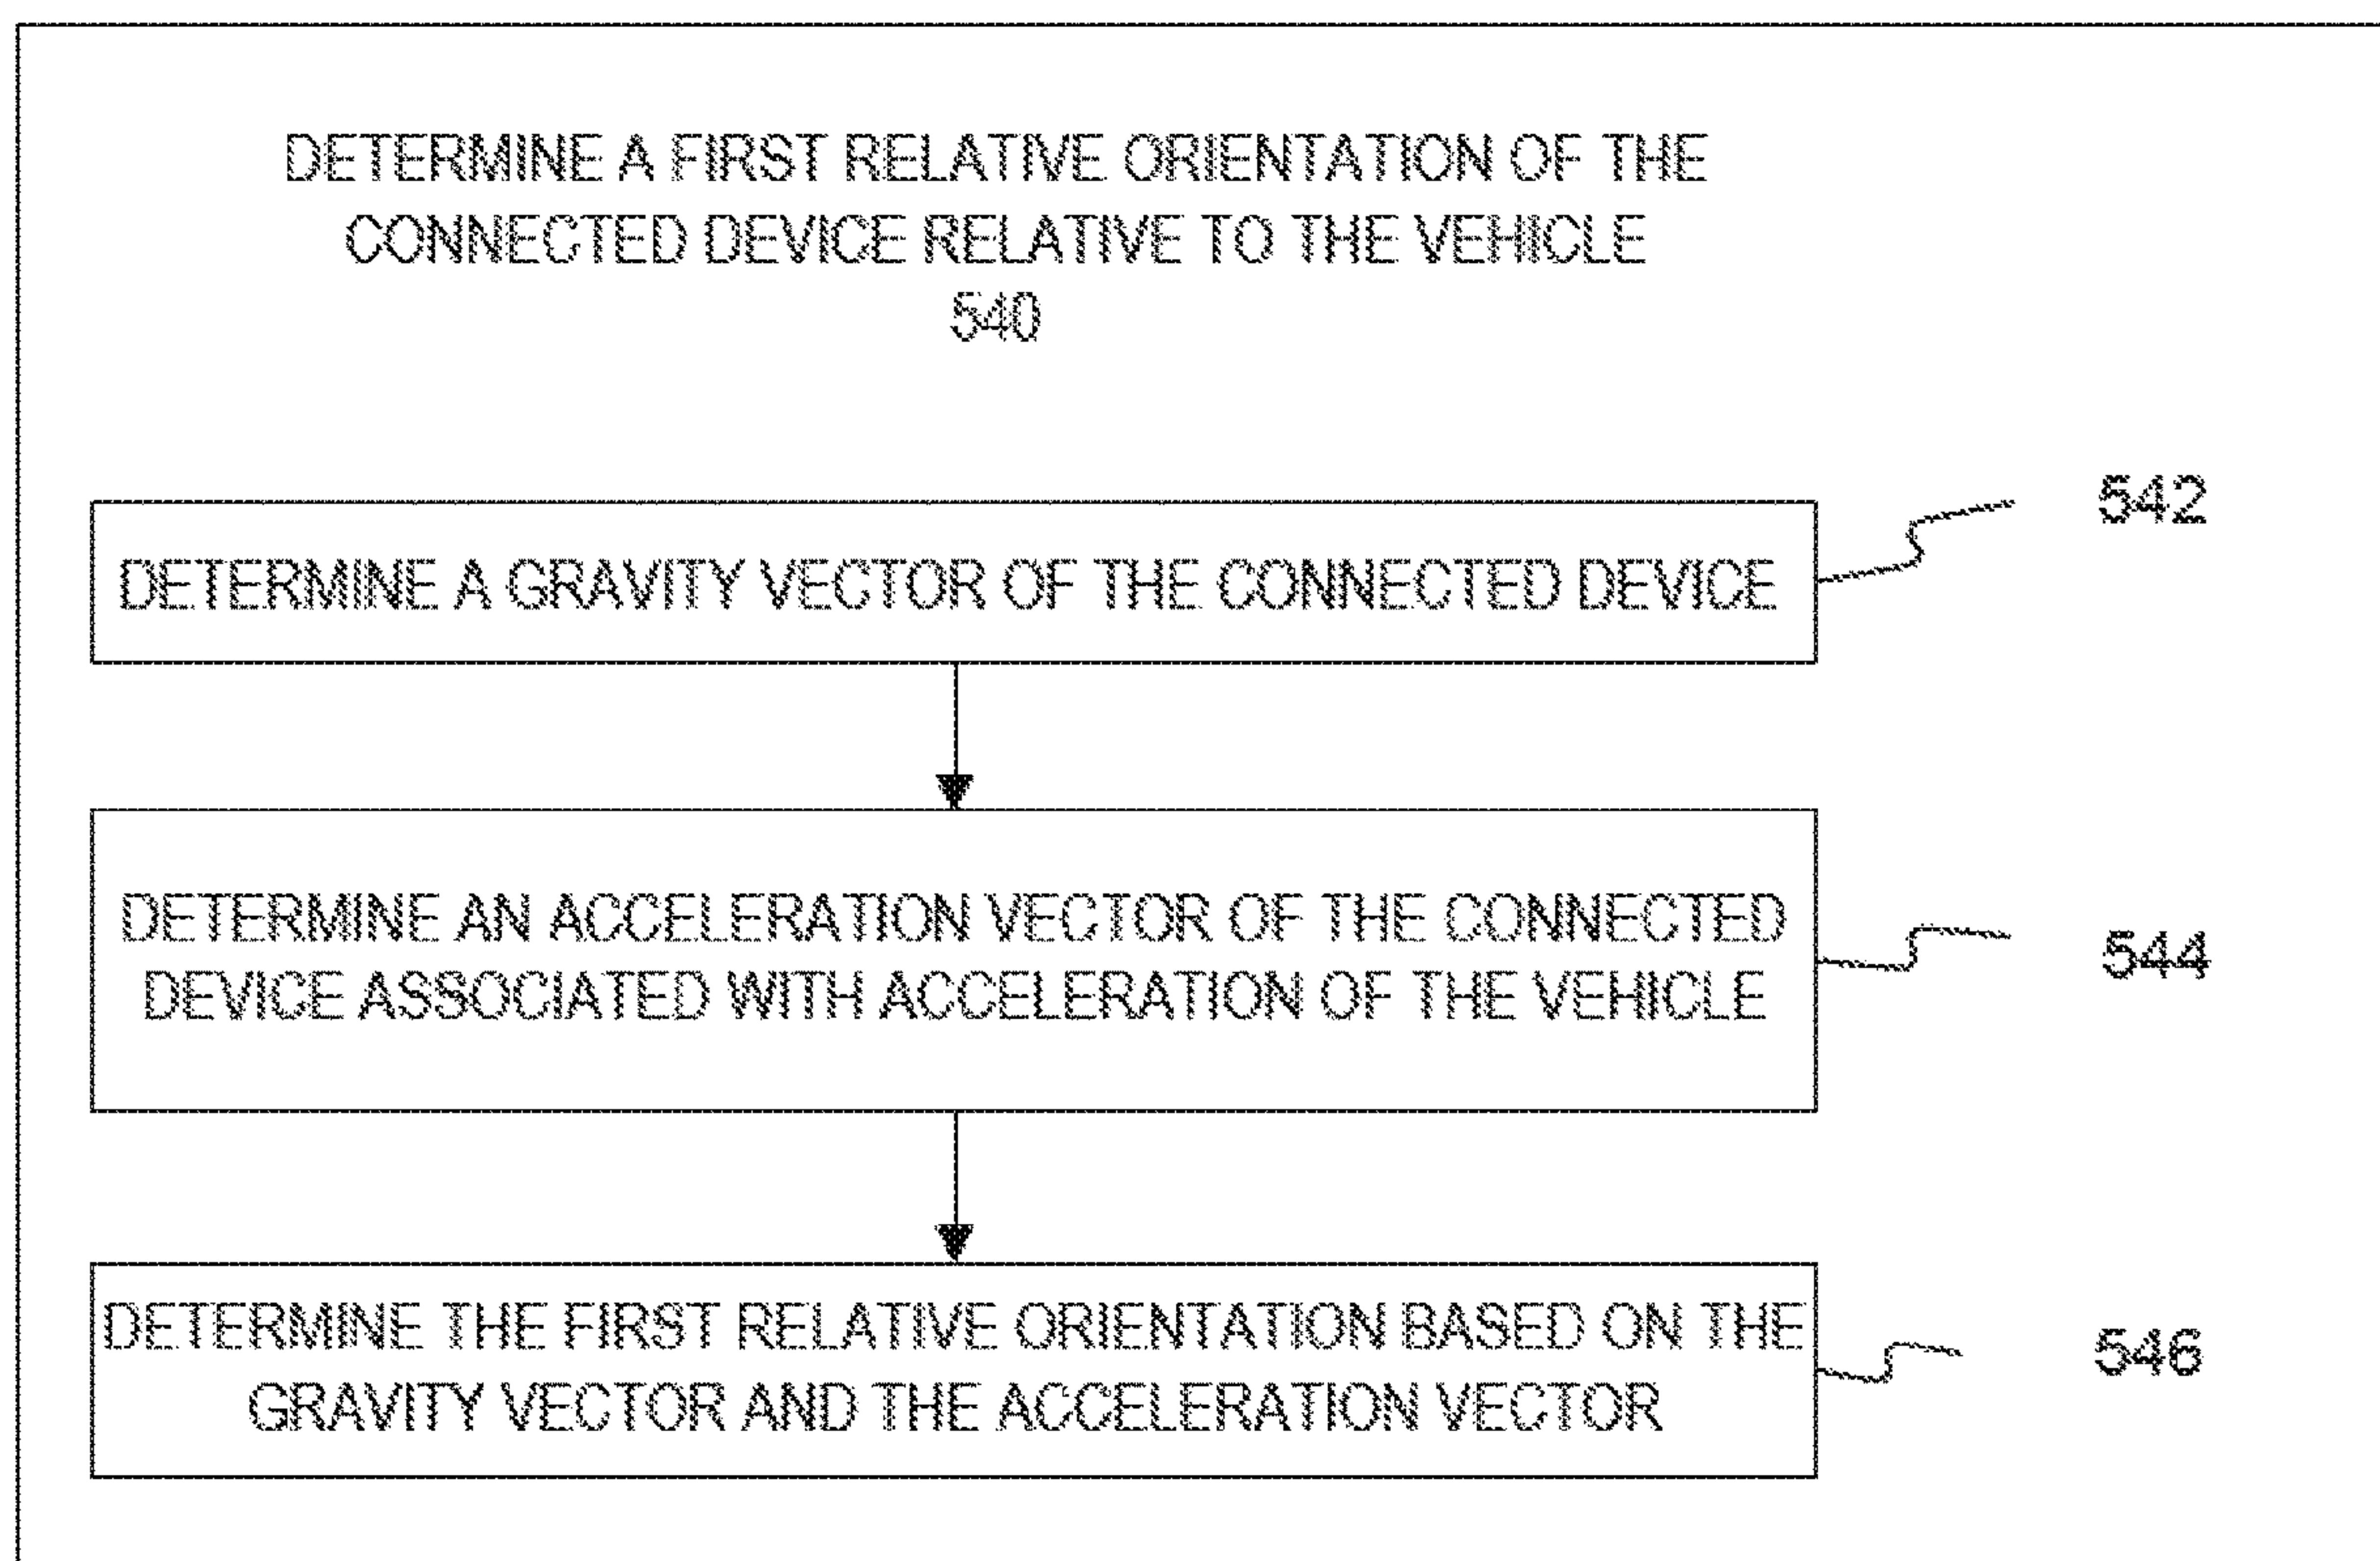 DETERMINE A FIRST RELATIVE ORIENTATION OF THE
CONNECTED DEVICE RELATIVE TO THE VEHICLE
540
542
DETERMINE A GRAVITY VECTOR OF THE CONNECTED DEVICE
DETERMINE AN ACCELERATION VECTOR OF THE CONNECTED
DEVICE ASSOCIATED WITH ACCELERATION OF THE VEHICLE
544
DETERMINE THE FIRST RELATIVE ORIENTATION BASED ON THE
GRAVITY VECTOR AND THE ACCELERATION VECTOR
546